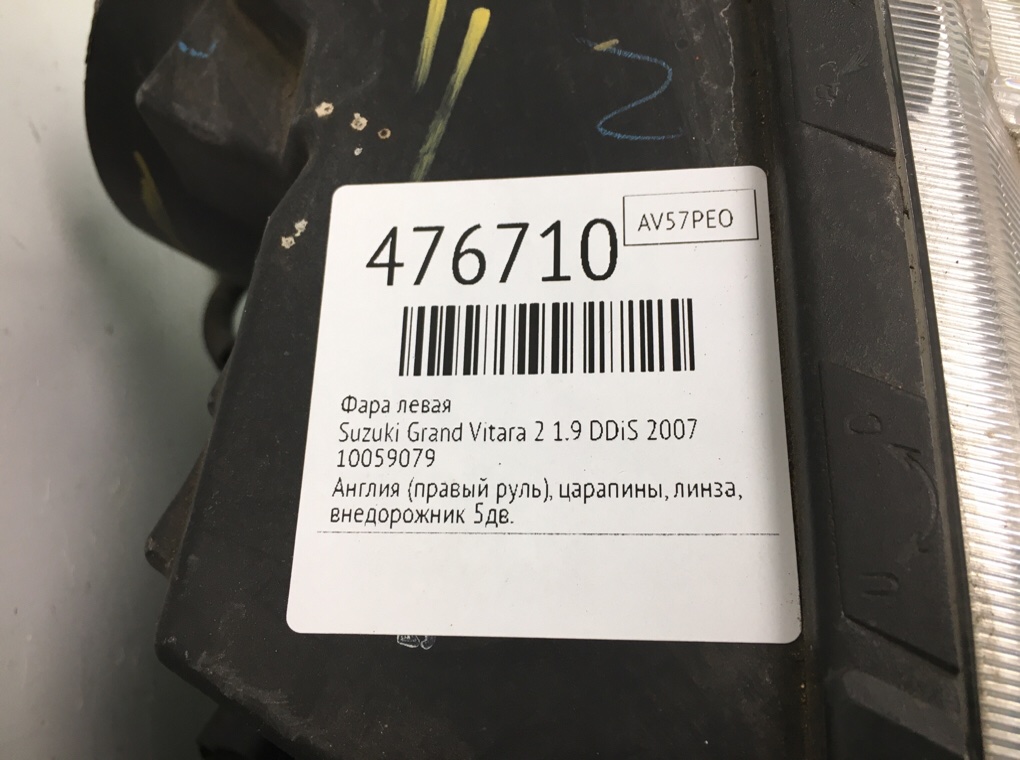 476710
AV57PEO
Фара левая
Suzuki Grand Vitara 2 1.9 DDiS 2007
10059079
Англия (правый руль), царапины, линза,
внедорожник 5дв.
2
D
U